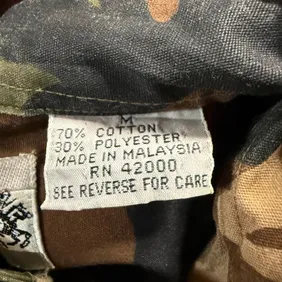 M
70% COTTON
30% POLYESTER
MADE IN MALAYSIA
RN 42000
SEE REVERSE FOR CARE